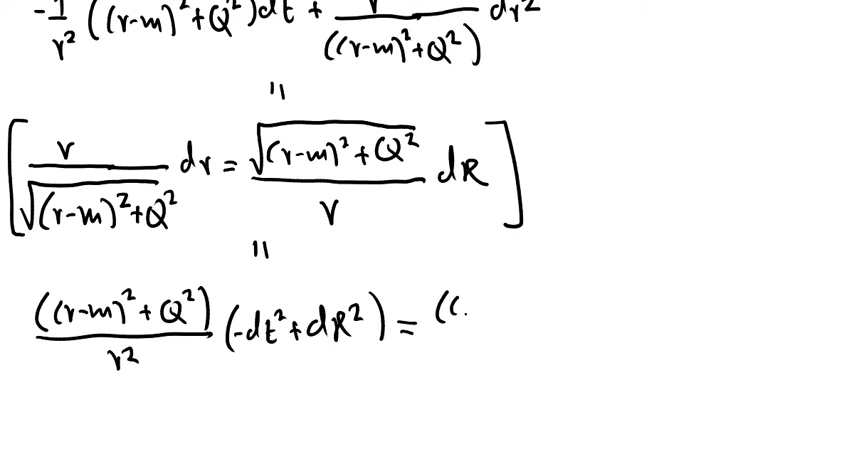 -1/r² ((r-m)²+Q²)dt + /((r-m)²+Q²) dr²
"
[ r/√((r-m)²+Q²) dr = √((r-m)²+Q²)/r dR ]
"
((r-m)²+Q²)/r² (-dt²+dR²) = ((.